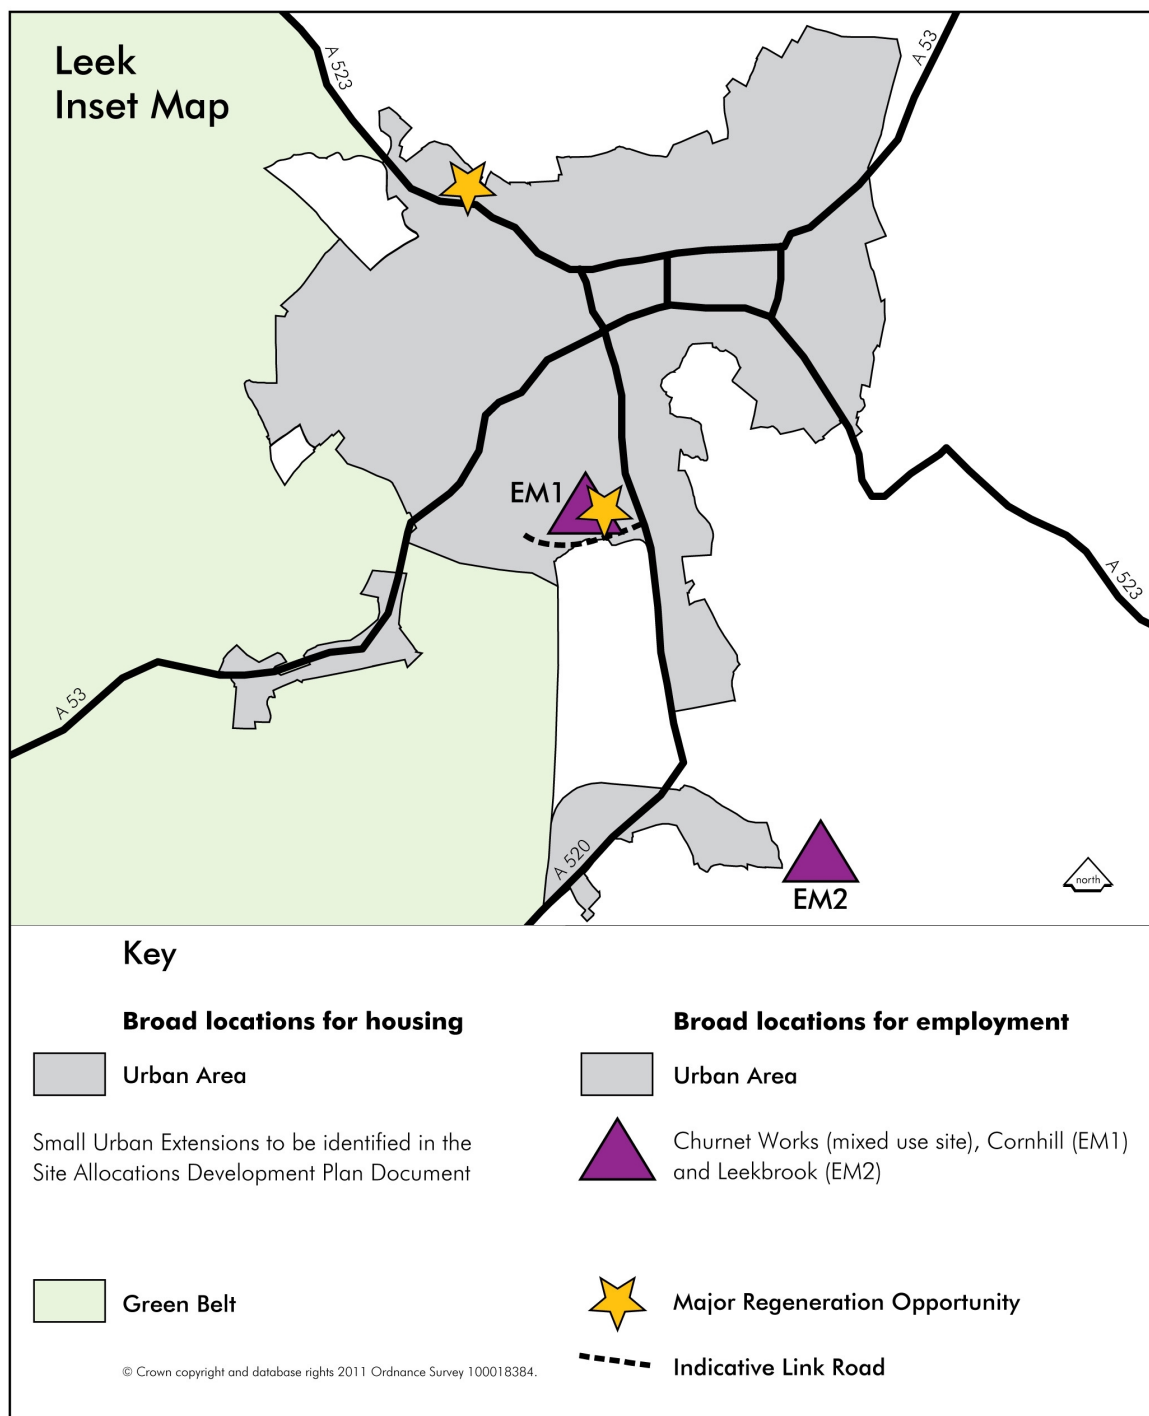 Leek
Inset Map
A 523
A 53
EM1
A 523
A 53
A 520
EM2
north
Key
Broad locations for housing
Urban Area
Small Urban Extensions to be identified in the
Site Allocations Development Plan Document
Green Belt
© Crown copyright and database rights 2011 Ordnance Survey 100018384.
Broad locations for employment
Urban Area
Churnet Works (mixed use site), Cornhill (EM1)
and Leekbrook (EM2)
Major Regeneration Opportunity
Indicative Link Road